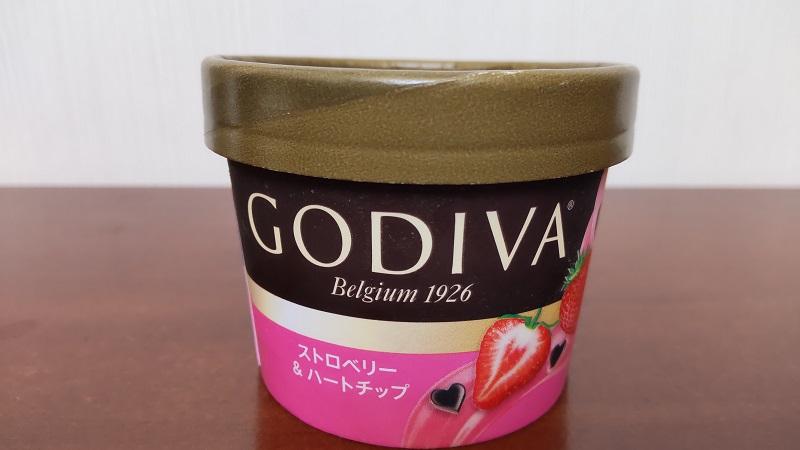 GODIVA®
Belgium 1926
ストロベリー
&ハートチップ